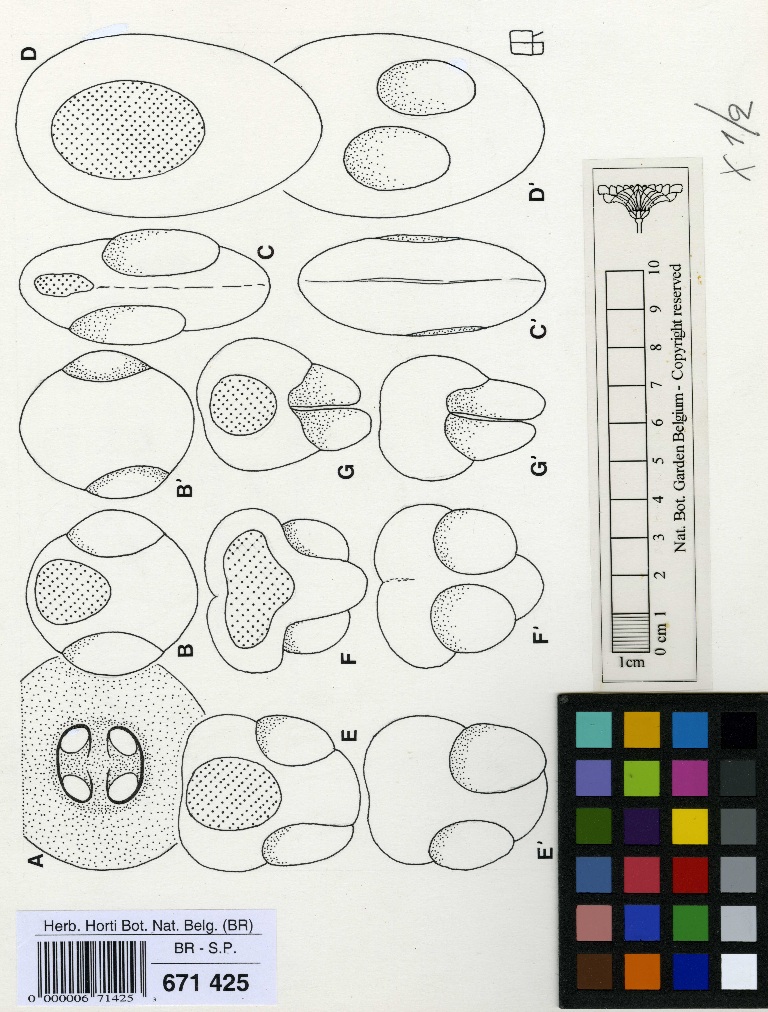 D
D'
C
C'
B'
G
G'
B
F
F'
A
E
E'
X 1/2
0 cm 1 2 3 4 5 6 7 8 9 10
1cm
Nat. Bot. Garden Belgium - Copyright reserved
Herb. Horti Bot. Nat. Belg. (BR)
BR - S.P.
671 425
0 000006 71425